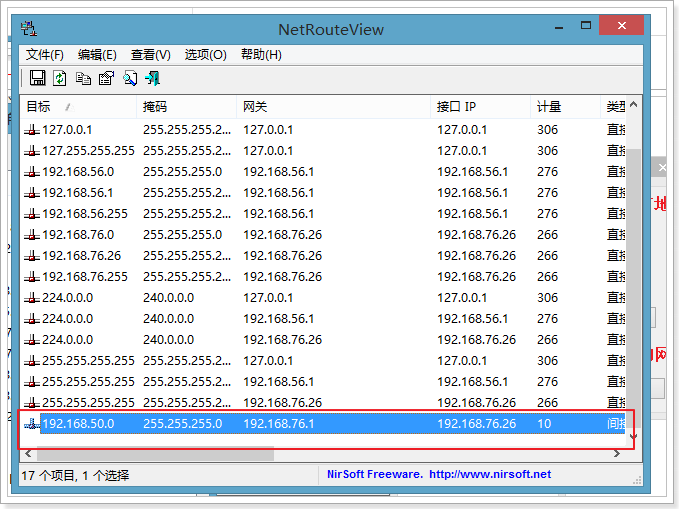 NetRouteView
文件(F) 编辑(E) 查看(V) 选项(O) 帮助(H)
目标 掩码 网关 接口 IP 计量 类型
127.0.0.1 255.255.255.2... 127.0.0.1 127.0.0.1 306 直接
127.255.255.255 255.255.255.2... 127.0.0.1 127.0.0.1 306 直接
192.168.56.0 255.255.255.0 192.168.56.1 192.168.56.1 276 直接
192.168.56.1 255.255.255.2... 192.168.56.1 192.168.56.1 276 直接
192.168.56.255 255.255.255.2... 192.168.56.1 192.168.56.1 276 直接
192.168.76.0 255.255.255.0 192.168.76.26 192.168.76.26 266 直接
192.168.76.26 255.255.255.2... 192.168.76.26 192.168.76.26 266 直接
192.168.76.255 255.255.255.2... 192.168.76.26 192.168.76.26 266 直接
224.0.0.0 240.0.0.0 127.0.0.1 127.0.0.1 306 直接
224.0.0.0 240.0.0.0 192.168.56.1 192.168.56.1 276 直接
224.0.0.0 240.0.0.0 192.168.76.26 192.168.76.26 266 直接
255.255.255.255 255.255.255.2... 127.0.0.1 127.0.0.1 306 直接
255.255.255.255 255.255.255.2... 192.168.56.1 192.168.56.1 276 直接
255.255.255.255 255.255.255.2... 192.168.76.26 192.168.76.26 266 直接
192.168.50.0 255.255.255.0 192.168.76.1 192.168.76.26 10 间接
17 个项目, 1 个选择 NirSoft Freeware. http://www.nirsoft.net